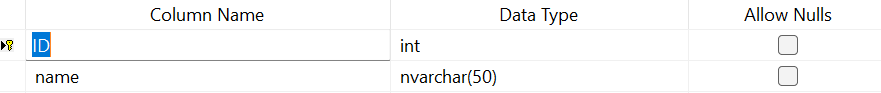 Column Name Data Type Allow Nulls
ID int
name nvarchar(50)